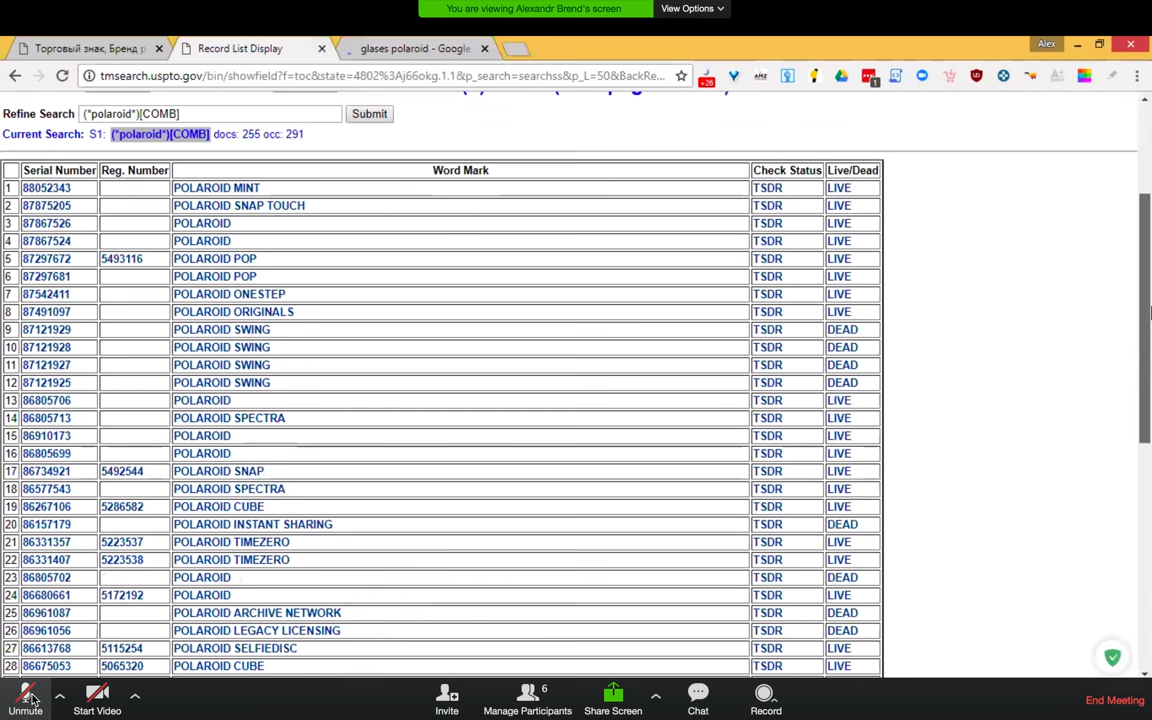 You are viewing Alexandr Brend's screen View Options
Торговый знак, Бренд р Record List Display glases polaroid - Google Alex
tmsearch.uspto.gov/bin/showfield?f=toc&state=4802%3Aj66okg.1.1&p_search=searchss&p_L=50&BackRe...
+26 1
Refine Search (*polaroid*)[COMB] Submit
Current Search: S1: (*polaroid*)[COMB] docs: 255 occ: 291
Serial Number Reg. Number Word Mark Check Status Live/Dead
1 88052343 POLAROID MINT TSDR LIVE
2 87875205 POLAROID SNAP TOUCH TSDR LIVE
3 87867526 POLAROID TSDR LIVE
4 87867524 POLAROID TSDR LIVE
5 87297672 5493116 POLAROID POP TSDR LIVE
6 87297681 POLAROID POP TSDR LIVE
7 87542411 POLAROID ONESTEP TSDR LIVE
8 87491097 POLAROID ORIGINALS TSDR LIVE
9 87121929 POLAROID SWING TSDR DEAD
10 87121928 POLAROID SWING TSDR DEAD
11 87121927 POLAROID SWING TSDR DEAD
12 87121925 POLAROID SWING TSDR DEAD
13 86805706 POLAROID TSDR LIVE
14 86805713 POLAROID SPECTRA TSDR LIVE
15 86910173 POLAROID TSDR LIVE
16 86805699 POLAROID TSDR LIVE
17 86734921 5492544 POLAROID SNAP TSDR LIVE
18 86577543 POLAROID SPECTRA TSDR LIVE
19 86267106 5286582 POLAROID CUBE TSDR LIVE
20 86157179 POLAROID INSTANT SHARING TSDR DEAD
21 86331357 5223537 POLAROID TIMEZERO TSDR LIVE
22 86331407 5223538 POLAROID TIMEZERO TSDR LIVE
23 86805702 POLAROID TSDR DEAD
24 86680661 5172192 POLAROID TSDR LIVE
25 86961087 POLAROID ARCHIVE NETWORK TSDR DEAD
26 86961056 POLAROID LEGACY LICENSING TSDR DEAD
27 86613768 5115254 POLAROID SELFIEDISC TSDR LIVE
28 86675053 5065320 POLAROID CUBE TSDR LIVE
Unmute Start Video Invite 6 Manage Participants Share Screen Chat Record End Meeting